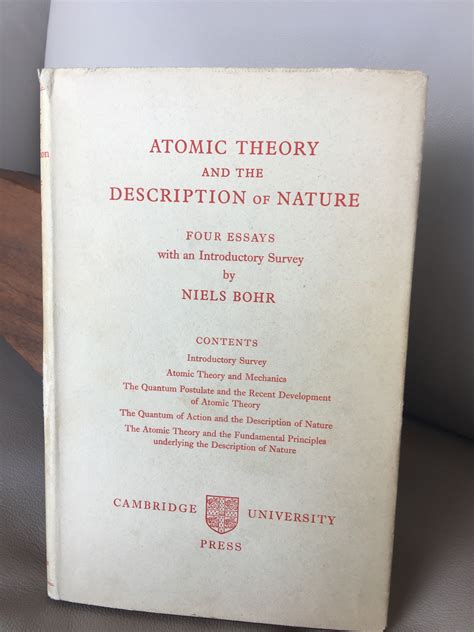 ATOMIC THEORY
AND THE
DESCRIPTION OF NATURE
FOUR ESSAYS
with an Introductory Survey
by
NIELS BOHR
CONTENTS
Introductory Survey
Atomic Theory and Mechanics
The Quantum Postulate and the Recent Development
of Atomic Theory
The Quantum of Action and the Description of Nature
The Atomic Theory and the Fundamental Principles
underlying the Description of Nature
CAMBRIDGE UNIVERSITY
PRESS